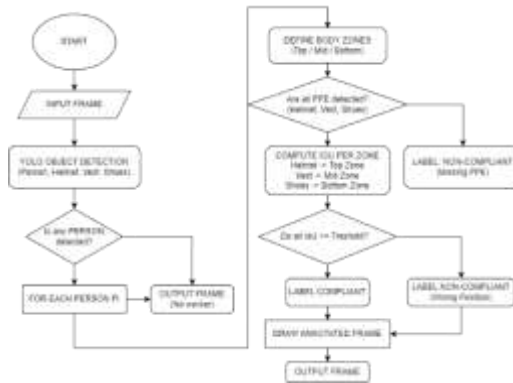 START
INPUT FRAME
YOLO OBJECT DETECTION
(Person, Helmet, Vest, Shoes)
Is any PERSON
detected?
FOR EACH PERSON Pi
OUTPUT FRAME
(No worker)
DEFINE BODY ZONES
(Top / Mid / Bottom)
Are all PPE detected?
(Helmet, Vest, Shoes)
COMPUTE IOU PER ZONE
Helmet -> Top Zone
Vest -> Mid Zone
Shoes -> Bottom Zone
LABEL: NON-COMPLIANT
(Missing PPE)
Do all IoU >= Treshold?
LABEL COMPLIANT
LABEL NON-COMPLIANT
(Wrong Position)
DRAW ANNOTATED FRAME
OUTPUT FRAME